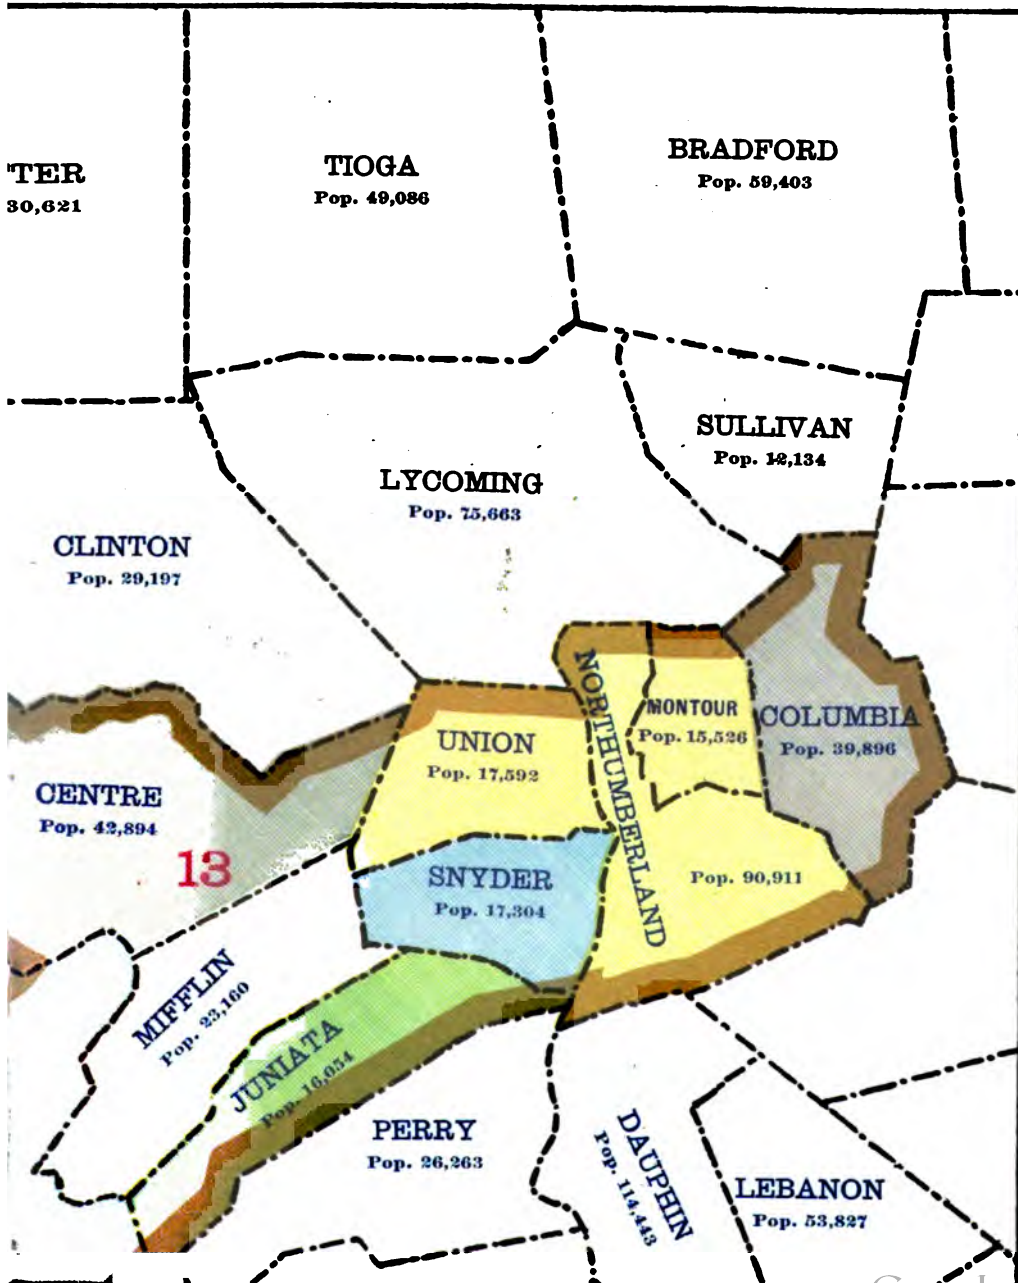 BRADFORD
Pop. 59,403
TIOGA
Pop. 49,086
TER
30,621
SULLIVAN
Pop. 12,134
LYCOMING
Pop. 75,663
CLINTON
Pop. 29,197
NORTHUMBERLAND
Pop. 90,911
MONTOUR
Pop. 15,526
COLUMBIA
Pop. 39,896
UNION
Pop. 17,592
CENTRE
Pop. 42,894
13
SNYDER
Pop. 17,304
MIFFLIN
Pop. 23,160
JUNIATA
Pop. 16,054
PERRY
Pop. 26,263
DAUPHIN
Pop. 114,443
LEBANON
Pop. 53,827